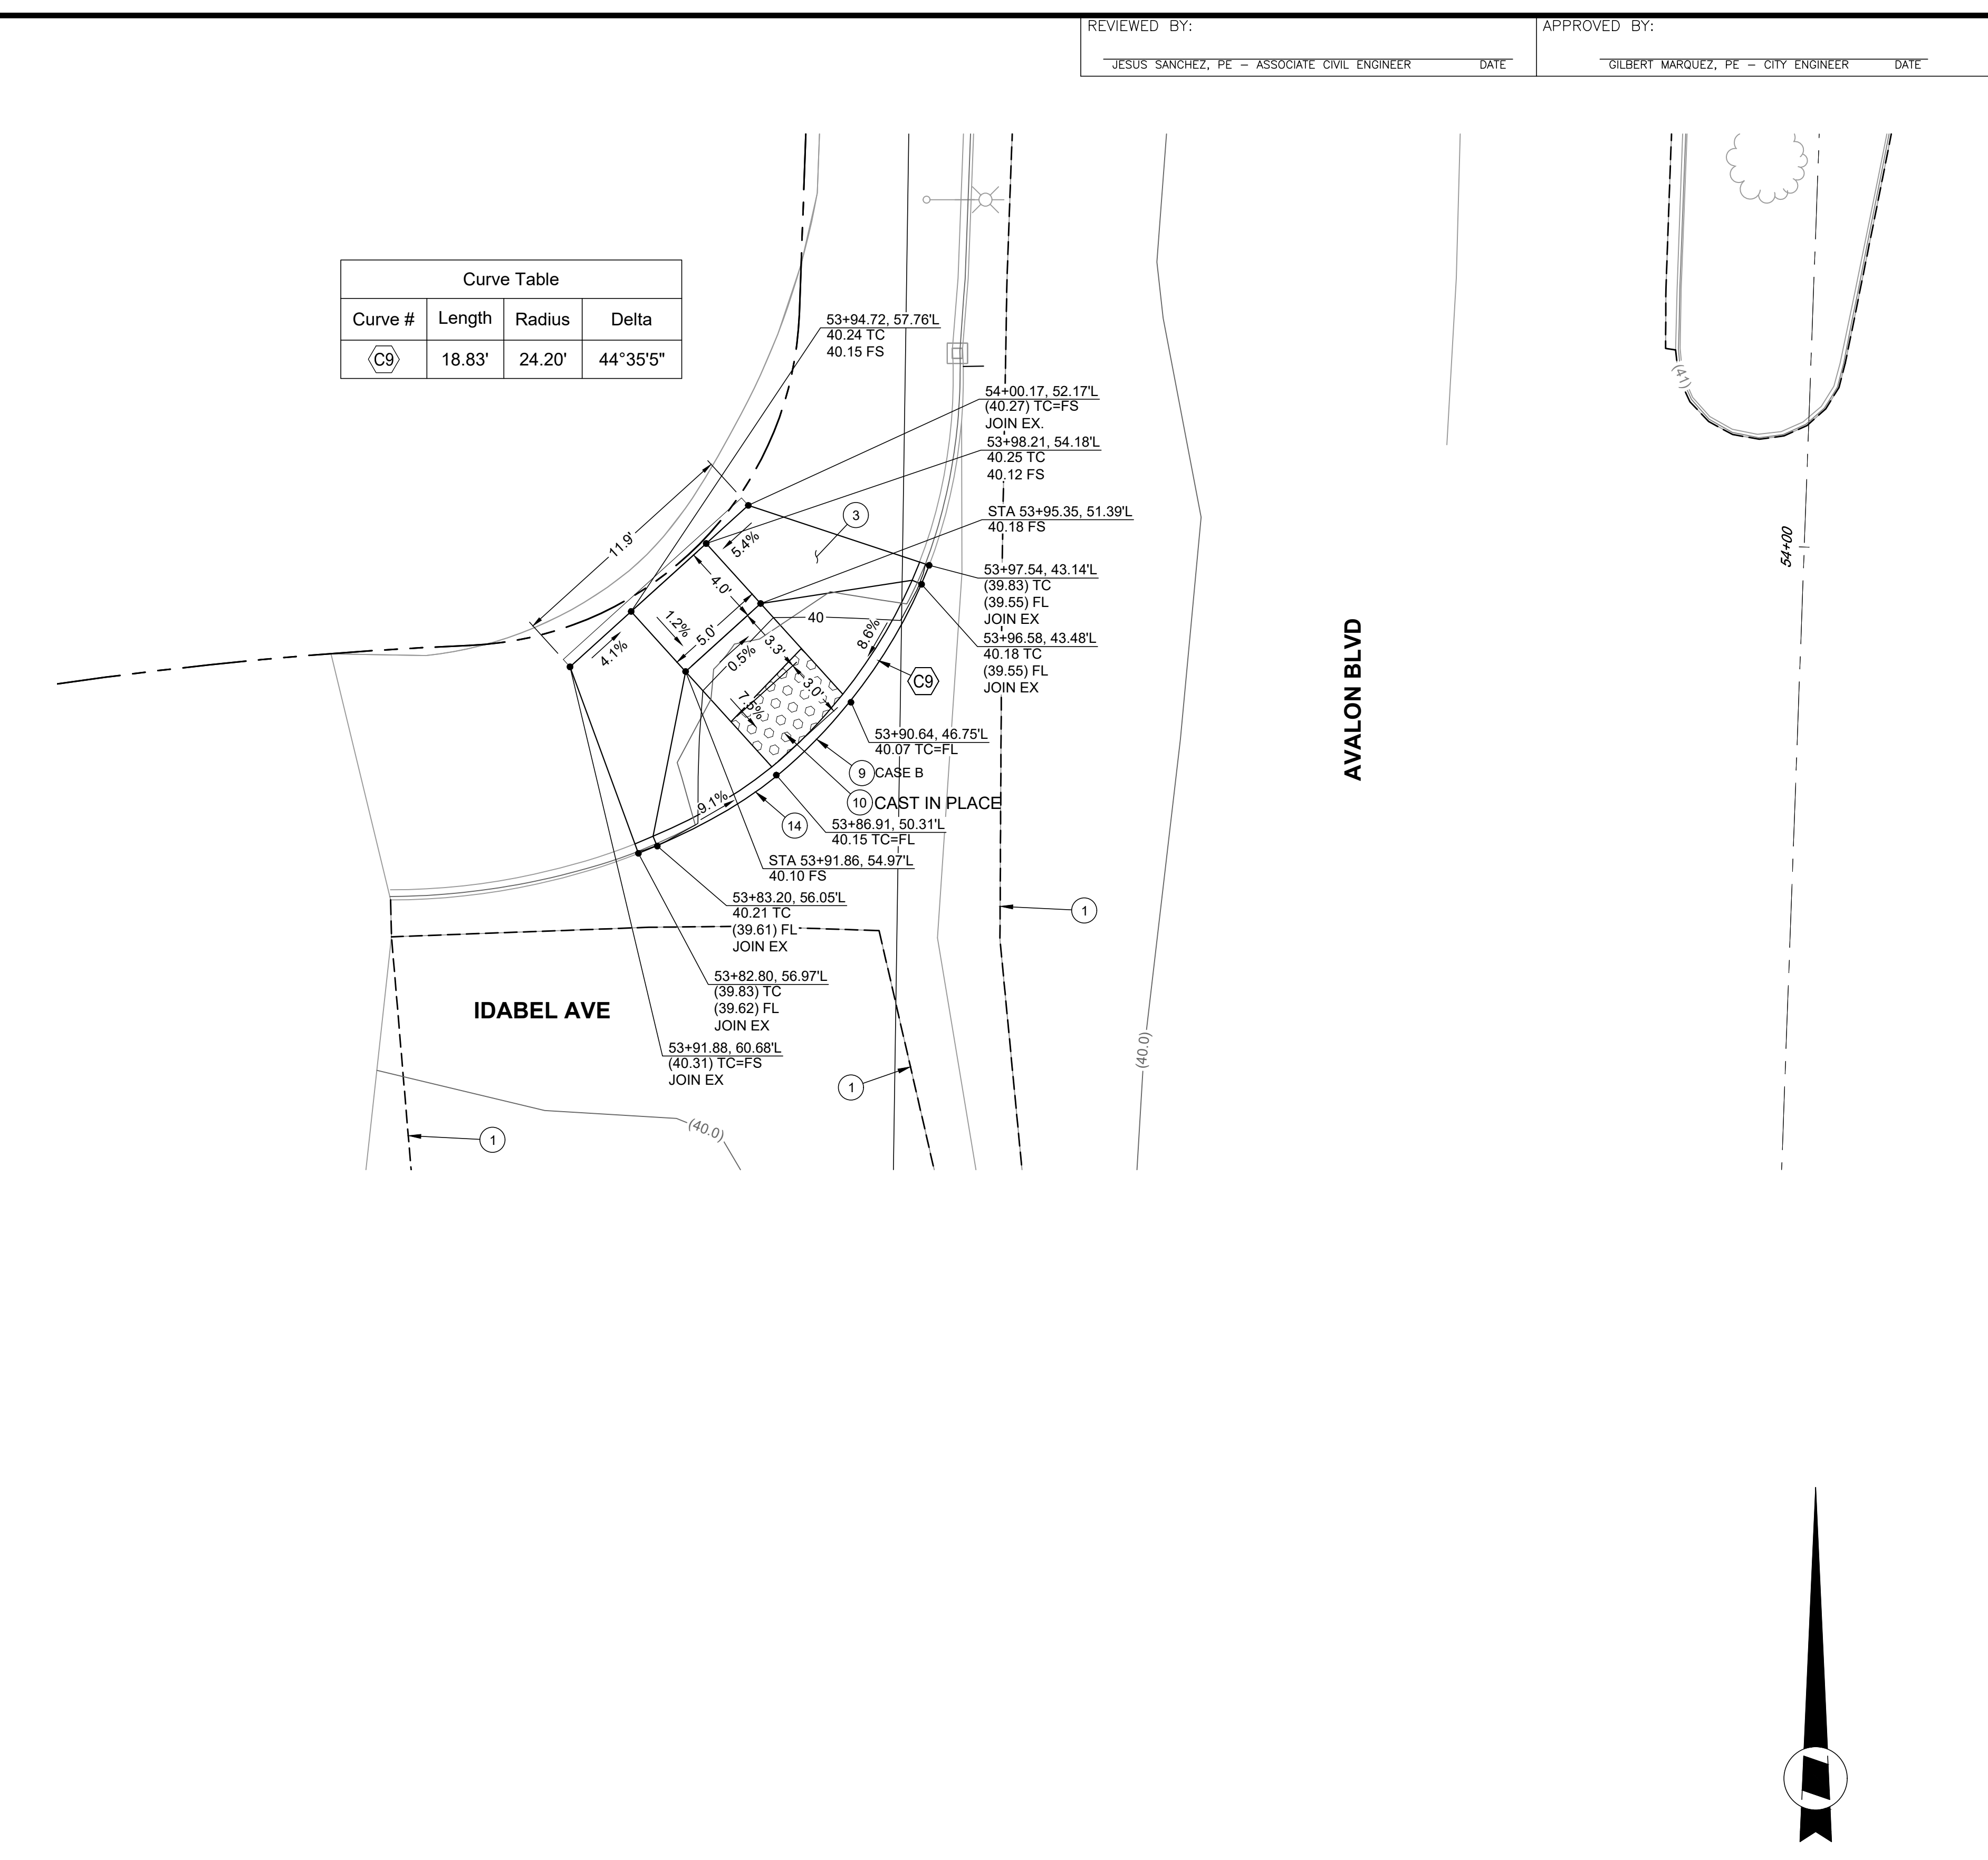 REVIEWED BY:
JESUS SANCHEZ, PE – ASSOCIATE CIVIL ENGINEER DATE
APPROVED BY:
GILBERT MARQUEZ, PE – CITY ENGINEER DATE
Curve Table
Curve # Length Radius Delta
C9 18.83' 24.20' 44°35'5"
53+94.72, 57.76'L
40.24 TC
40.15 FS
54+00.17, 52.17'L
(40.27) TC=FS
JOIN EX.
53+98.21, 54.18'L
40.25 TC
40.12 FS
STA 53+95.35, 51.39'L
40.18 FS
53+97.54, 43.14'L
(39.83) TC
(39.55) FL
JOIN EX
53+96.58, 43.48'L
40.18 TC
(39.55) FL
JOIN EX
53+90.64, 46.75'L
40.07 TC=FL
9 CASE B
10 CAST IN PLACE
53+86.91, 50.31'L
40.15 TC=FL
14
STA 53+91.86, 54.97'L
40.10 FS
53+83.20, 56.05'L
40.21 TC
(39.61) FL
JOIN EX
53+82.80, 56.97'L
(39.83) TC
(39.62) FL
JOIN EX
53+91.88, 60.68'L
(40.31) TC=FS
JOIN EX
11.9'
3
5.4%
4.0'
1.2%
5.0'
4.1%
3.3'
0.5%
40
8.6%
C9
3.0'
7.5%
9.1%
IDABEL AVE
AVALON BLVD
54+00
(41)
(40.0)
(40.0)
1
1
1